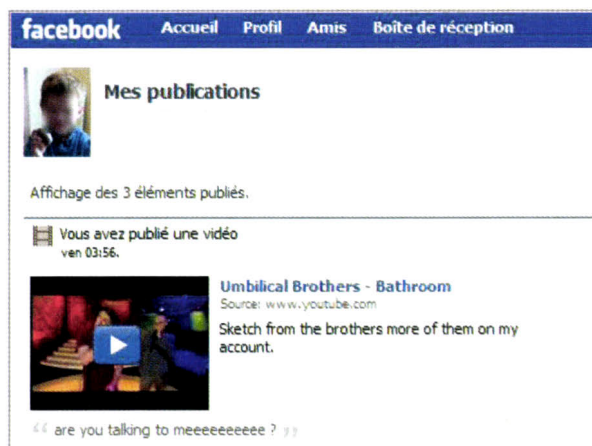 facebook Accueil Profil Amis Boîte de réception
Mes publications
Affichage des 3 éléments publiés.
Vous avez publié une vidéo
ven 03:56.
Umbilical Brothers - Bathroom
Source: www.youtube.com
Sketch from the brothers more of them on my
account.
“ are you talking to meeeeeeeeee ? ”